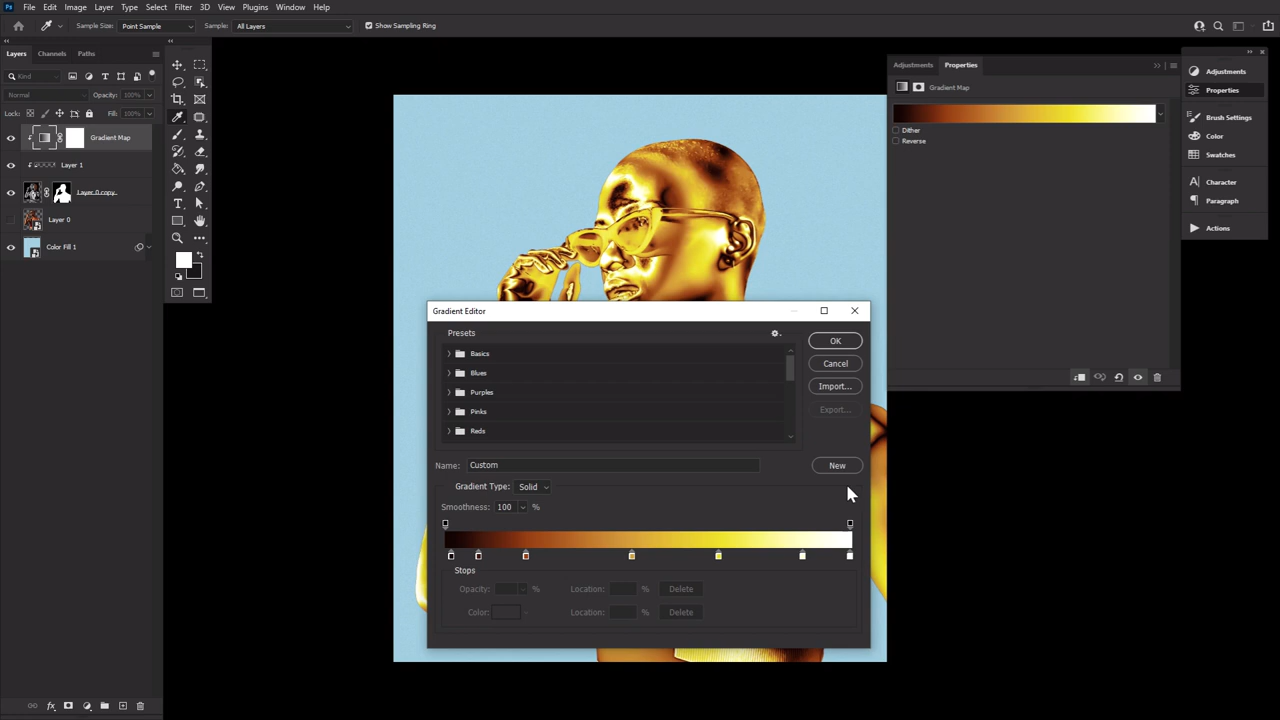 Ps File Edit Image Layer Type Select Filter 3D View Plugins Window Help
Sample Size: Point Sample Sample: All Layers Show Sampling Ring
Layers Channels Paths
Kind
Normal Opacity: 100%
Lock: Fill: 100%
Gradient Map
Layer 1
Layer 0 copy
Layer 0
Color Fill 1
Adjustments Properties
Gradient Map
Dither
Reverse
Adjustments
Properties
Brush Settings
Color
Swatches
Character
Paragraph
Actions
Gradient Editor
Presets
Basics
Blues
Purples
Pinks
Reds
OK
Cancel
Import...
Export...
Name: Custom New
Gradient Type: Solid
Smoothness: 100 %
Stops
Opacity: % Location: % Delete
Color: Location: % Delete